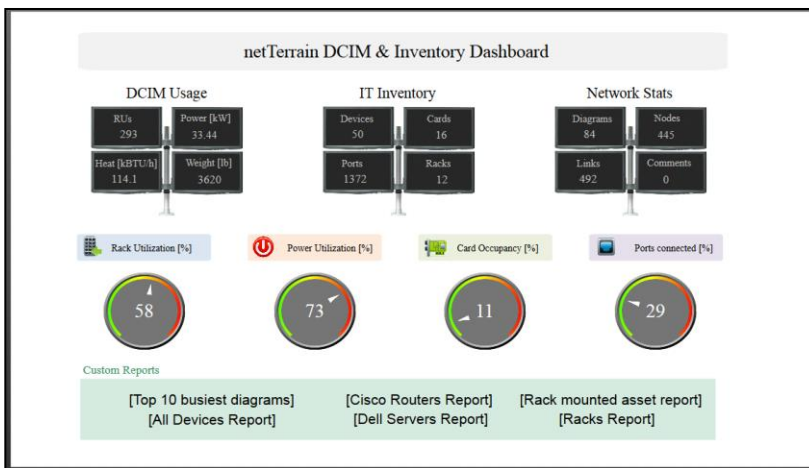 netTerrain DCIM & Inventory Dashboard
DCIM Usage
RUs
293
Power [kW]
33.44
Heat [kBTU/h]
114.1
Weight [lb]
3620
IT Inventory
Devices
50
Cards
16
Ports
1372
Racks
12
Network Stats
Diagrams
84
Nodes
445
Links
492
Comments
0
Rack Utilization [%]
58
Power Utilization [%]
73
Card Occupancy [%]
11
Ports connected [%]
29
Custom Reports
[Top 10 busiest diagrams] [Cisco Routers Report] [Rack mounted asset report]
[All Devices Report] [Dell Servers Report] [Racks Report]